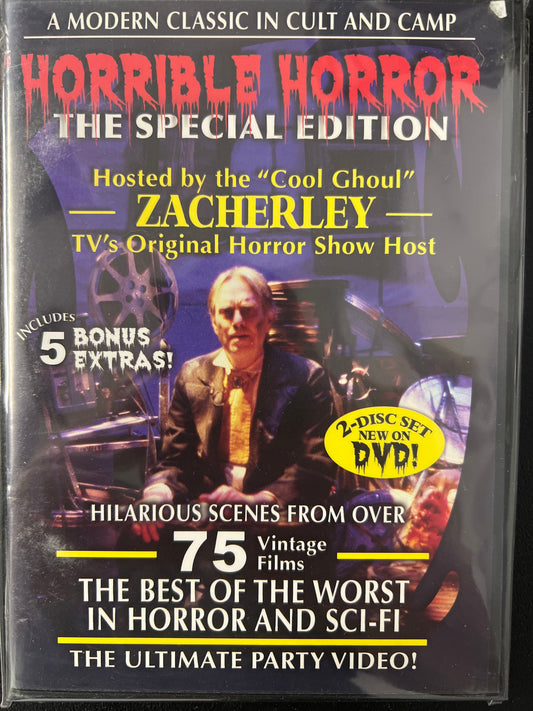 A MODERN CLASSIC IN CULT AND CAMP
HORRIBLE HORROR
THE SPECIAL EDITION
Hosted by the “Cool Ghoul”
ZACHERLEY
TV's Original Horror Show Host
INCLUDES
5 BONUS
EXTRAS!
2-DISC SET
NEW ON
DVD!
HILARIOUS SCENES FROM OVER
75 Vintage
Films
THE BEST OF THE WORST
IN HORROR AND SCI-FI
THE ULTIMATE PARTY VIDEO!